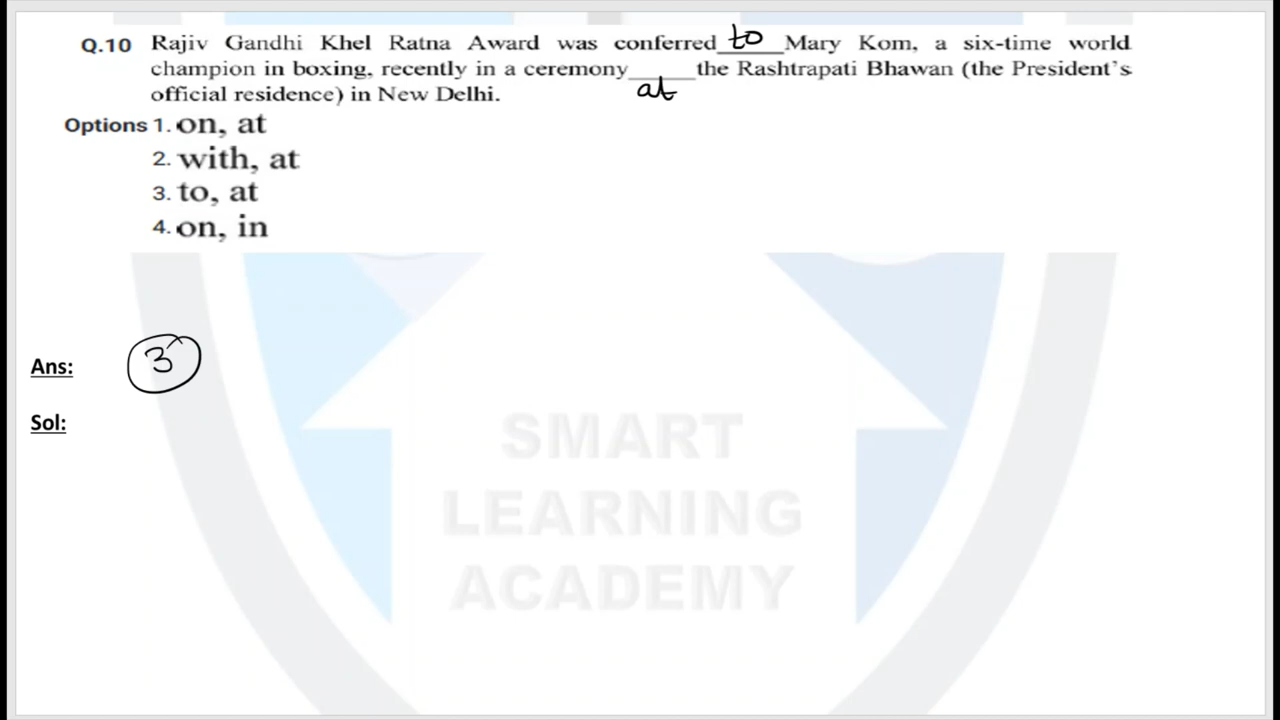 Q.10 Rajiv Gandhi Khel Ratna Award was conferred to Mary Kom, a six-time world
champion in boxing, recently in a ceremony at the Rashtrapati Bhawan (the President's
official residence) in New Delhi.
Options 1. on, at
2. with, at
3. to, at
4. on, in
Ans: 3
Sol:
SMART
LEARNING
ACADEMY